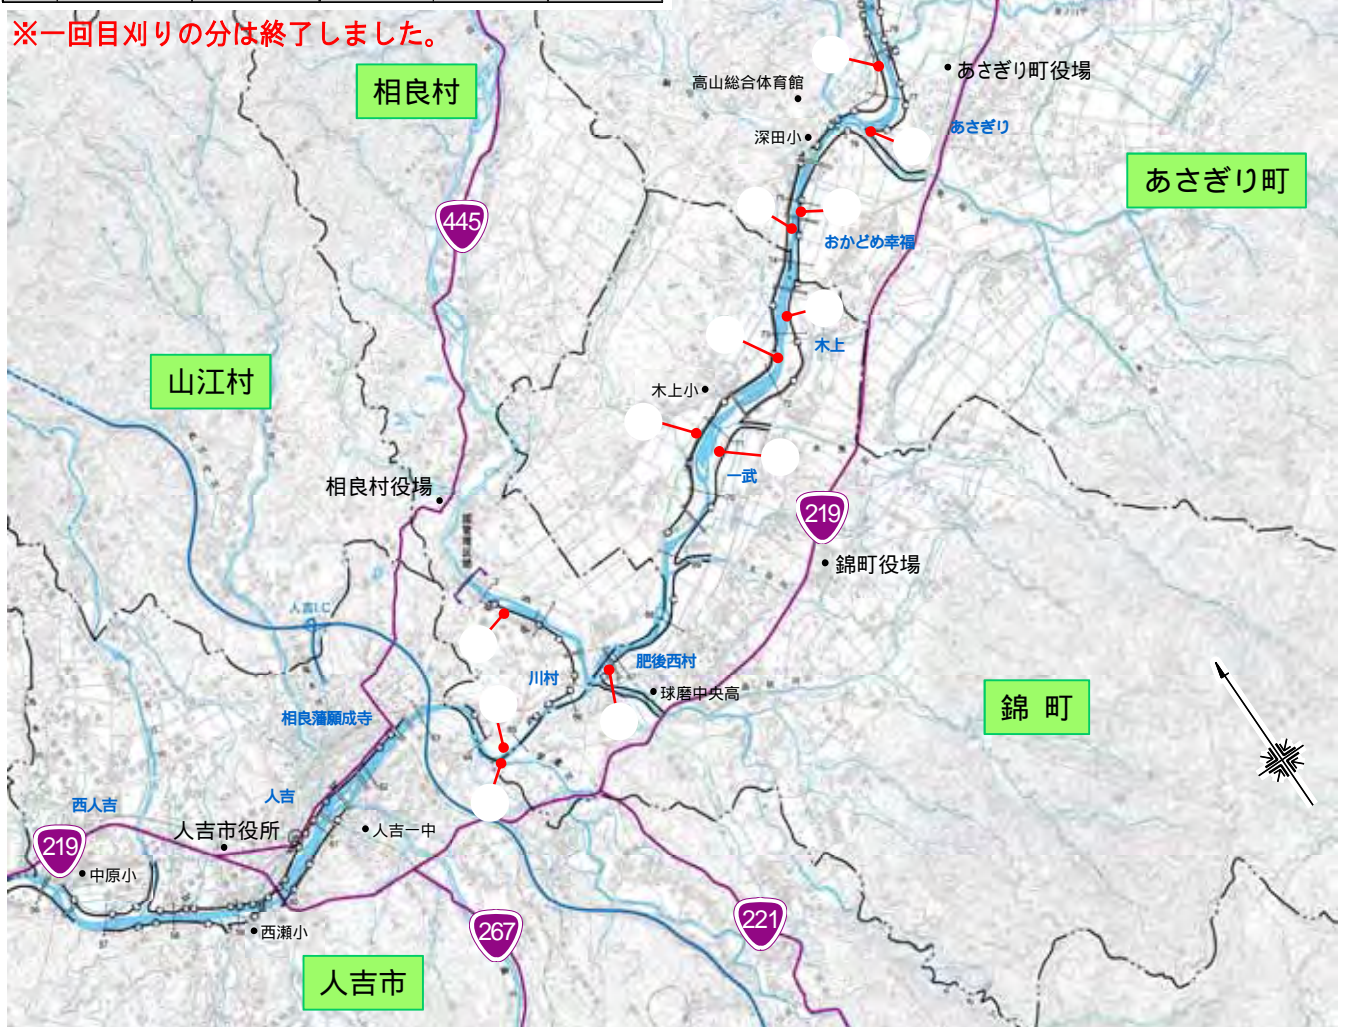 ※一回目刈りの分は終了しました。
相良村
高山総合体育館
あさぎり町役場
深田小
あさぎり
あさぎり町
445
おかどめ幸福
木上
山江村
木上小
一武
相良村役場
219
錦町役場
人吉I.C
川村
肥後西村
球磨中央高
錦 町
相良藩願成寺
西人吉
人吉
人吉市役所
人吉一中
219
中原小
西瀬小
267
221
人吉市